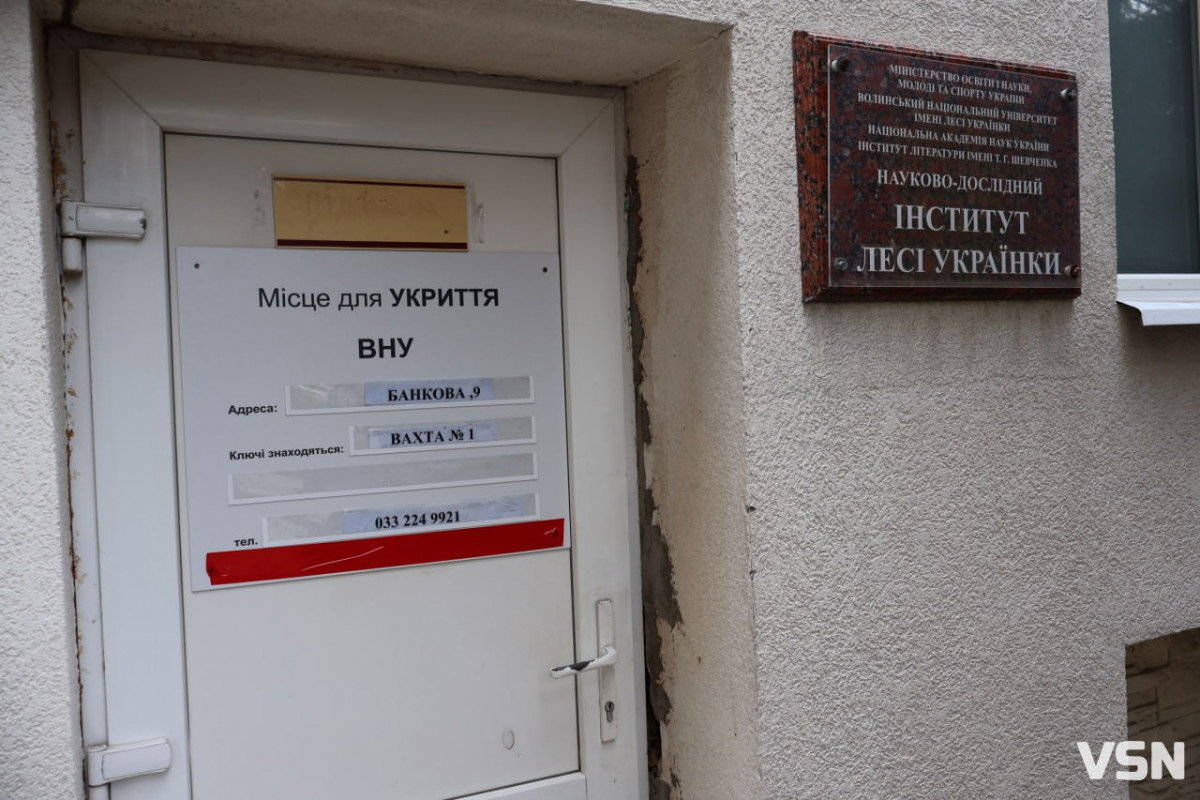 Місце для УКРИТТЯ
ВНУ
Адреса: БАНКОВА ,9
Ключі знаходяться: ВАХТА № 1
тел. 033 224 9921
МІНІСТЕРСТВО ОСВІТИ І НАУКИ,
МОЛОДІ ТА СПОРТУ УКРАЇНИ
ВОЛИНСЬКИЙ НАЦІОНАЛЬНИЙ УНІВЕРСИТЕТ
ІМЕНІ ЛЕСІ УКРАЇНКИ
НАЦІОНАЛЬНА АКАДЕМІЯ НАУК УКРАЇНИ
ІНСТИТУТ ЛІТЕРАТУРИ ІМЕНІ Т. Г. ШЕВЧЕНКА
НАУКОВО-ДОСЛІДНИЙ
ІНСТИТУТ
ЛЕСІ УКРАЇНКИ
VSN